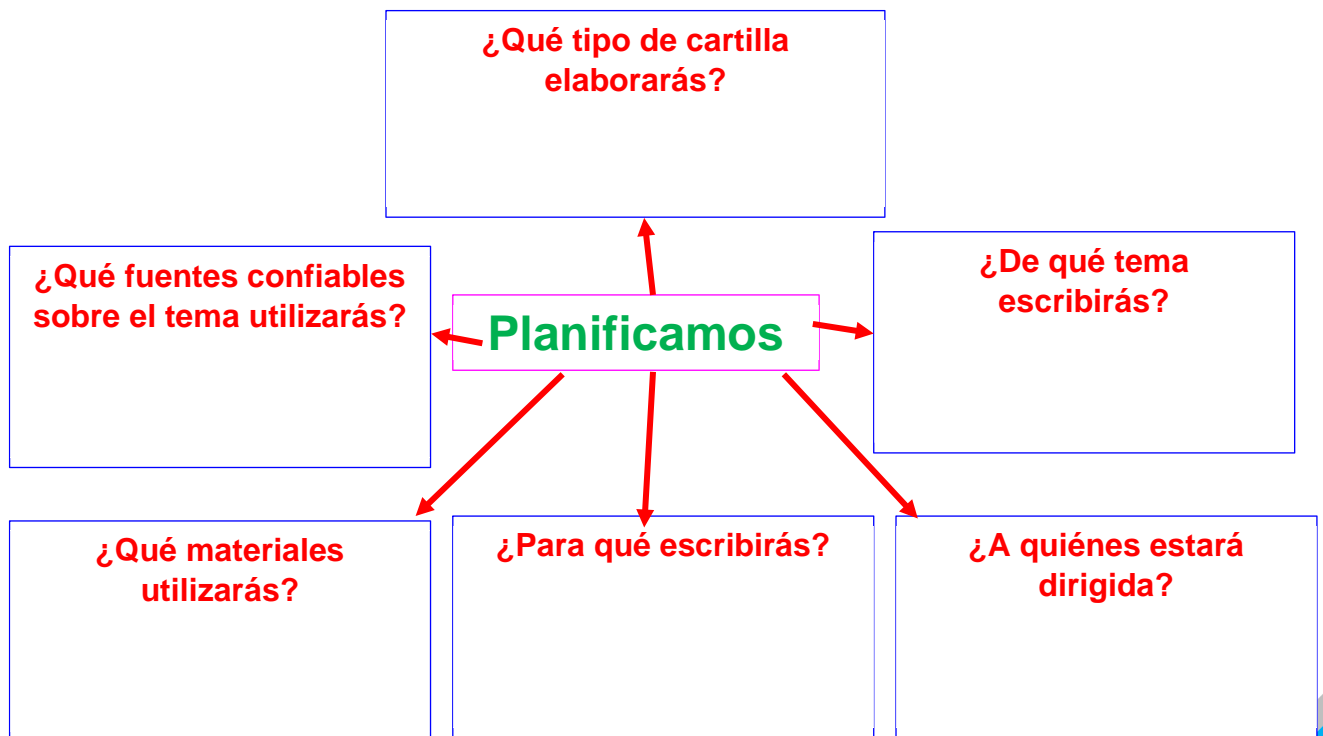 ¿Qué tipo de cartilla
elaborarás?
¿Qué fuentes confiables
sobre el tema utilizarás?
Planificamos
¿De qué tema
escribirás?
¿Qué materiales
utilizarás?
¿Para qué escribirás?
¿A quiénes estará
dirigida?